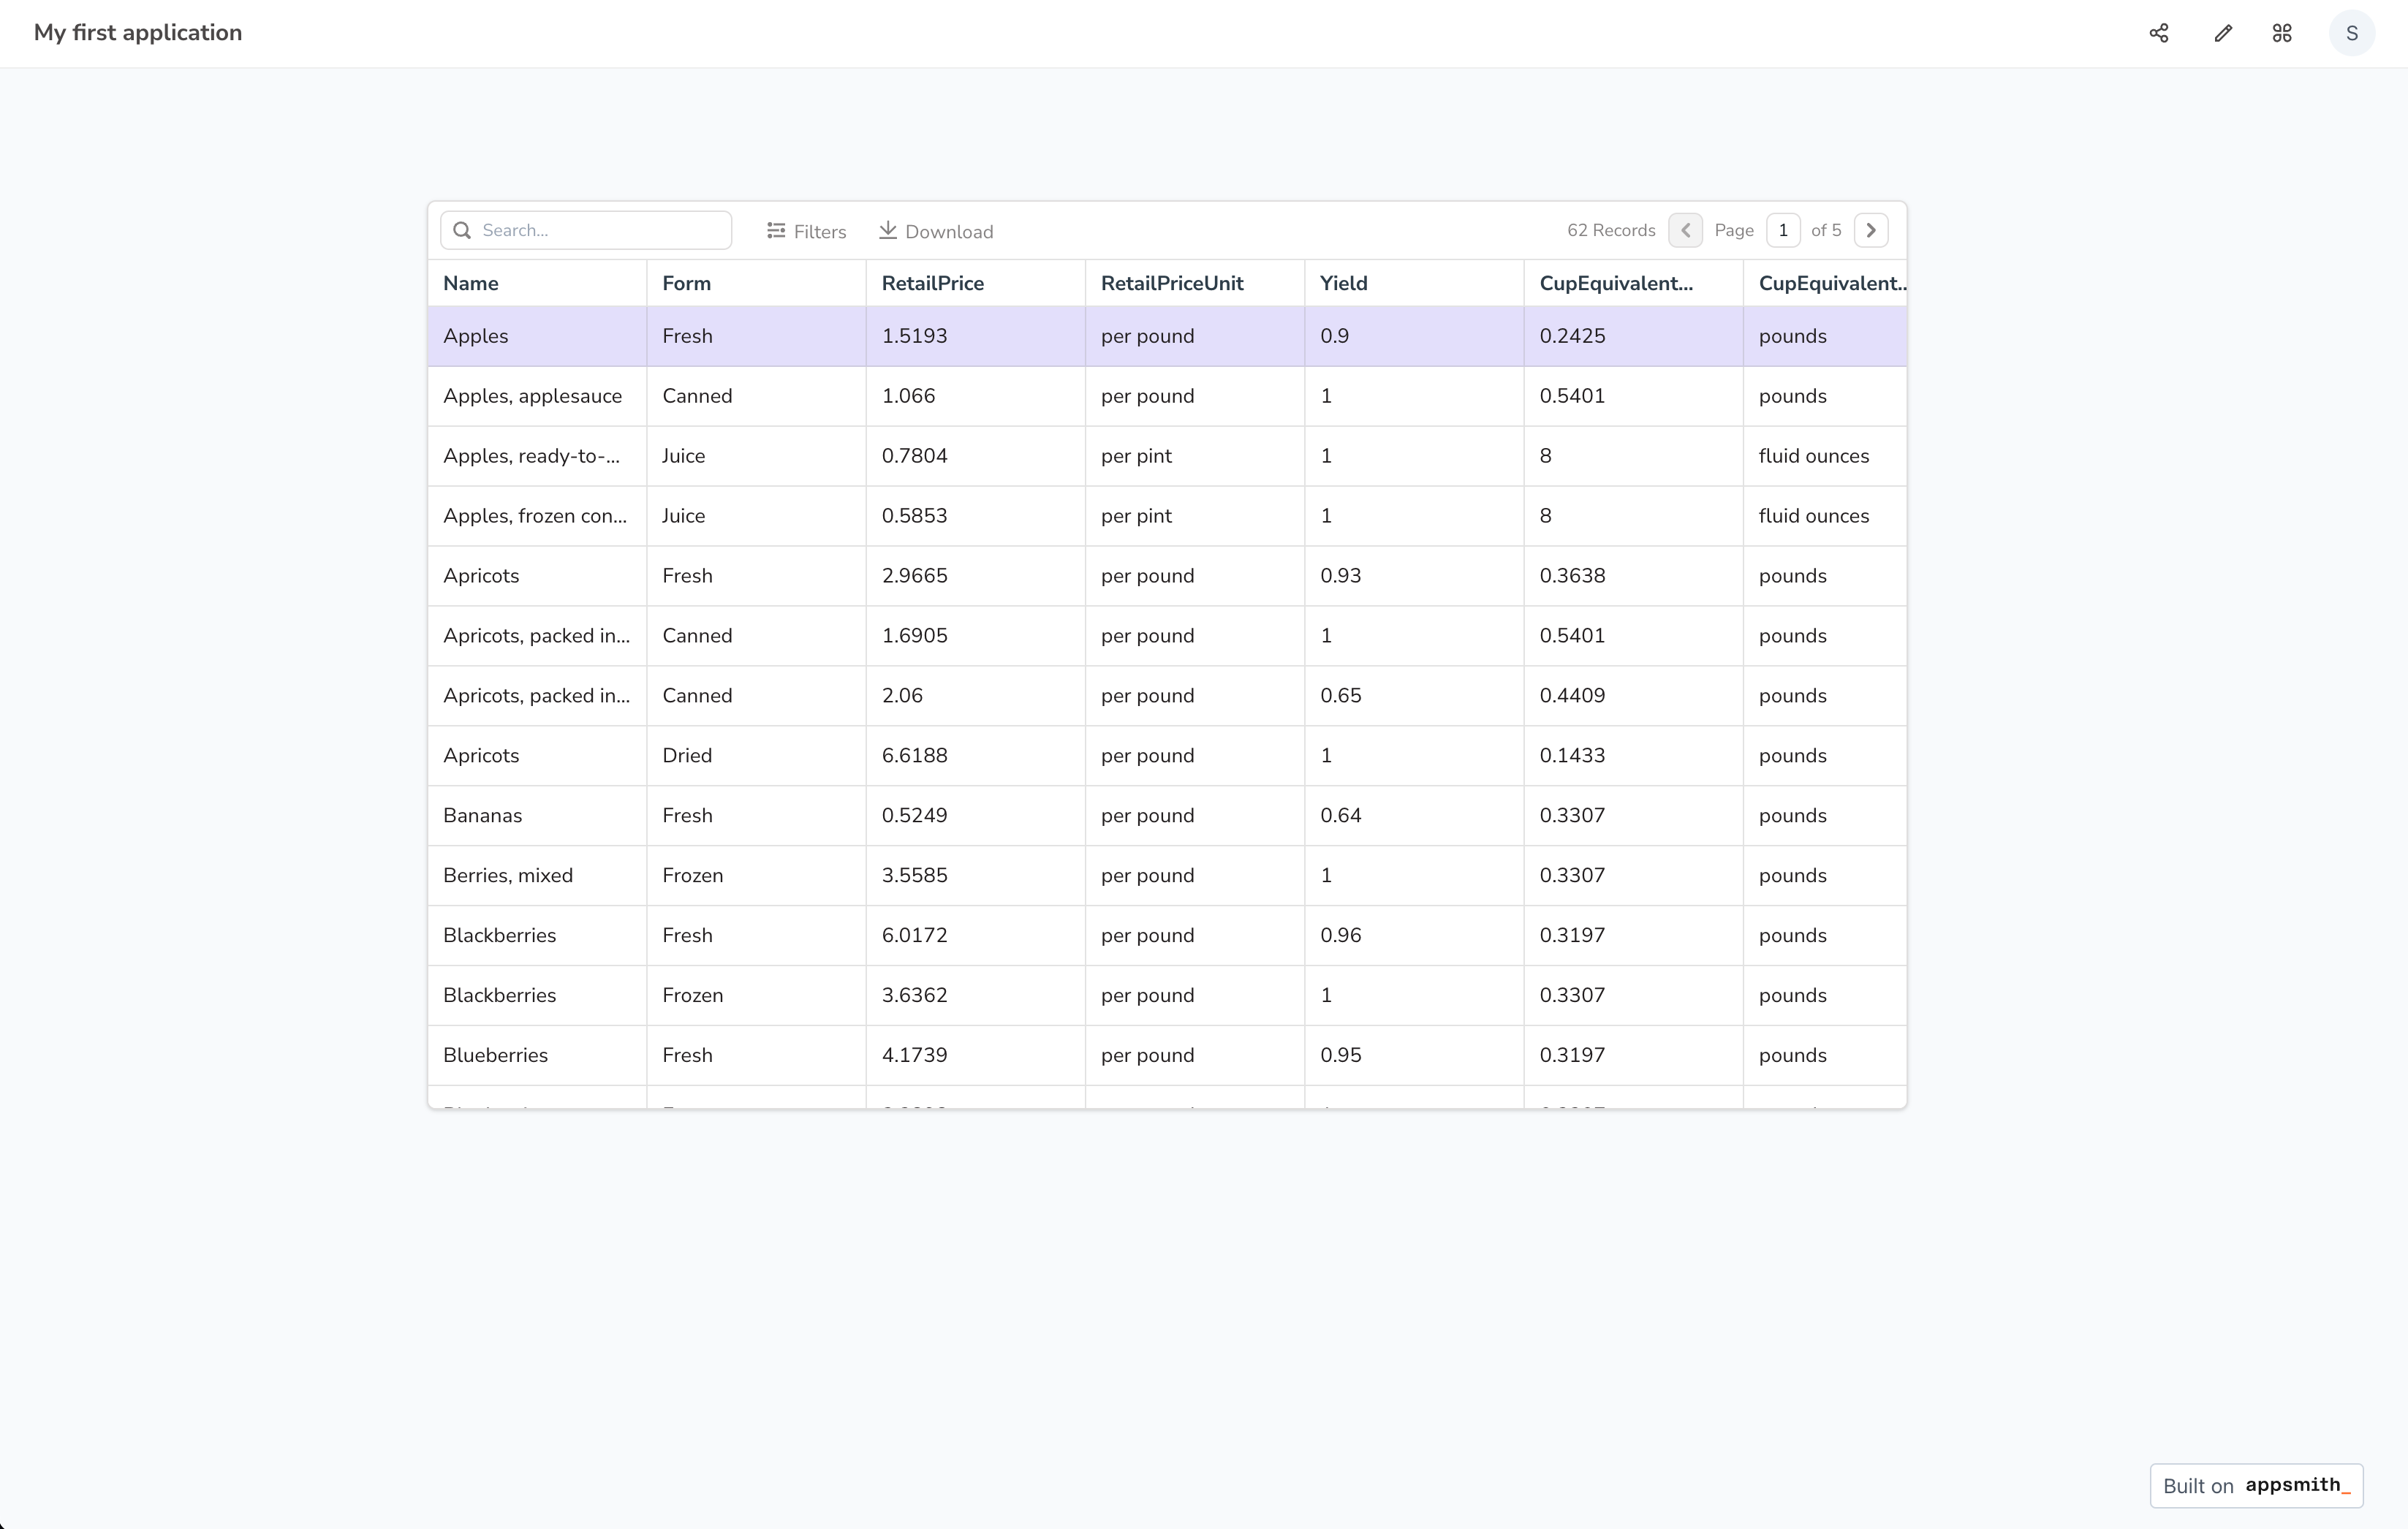 My first application
S
Search...
Filters
Download
62 Records
Page 1 of 5
Name Form RetailPrice RetailPriceUnit Yield CupEquivalent... CupEquivalent..
Apples Fresh 1.5193 per pound 0.9 0.2425 pounds
Apples, applesauce Canned 1.066 per pound 1 0.5401 pounds
Apples, ready-to-... Juice 0.7804 per pint 1 8 fluid ounces
Apples, frozen con... Juice 0.5853 per pint 1 8 fluid ounces
Apricots Fresh 2.9665 per pound 0.93 0.3638 pounds
Apricots, packed in... Canned 1.6905 per pound 1 0.5401 pounds
Apricots, packed in... Canned 2.06 per pound 0.65 0.4409 pounds
Apricots Dried 6.6188 per pound 1 0.1433 pounds
Bananas Fresh 0.5249 per pound 0.64 0.3307 pounds
Berries, mixed Frozen 3.5585 per pound 1 0.3307 pounds
Blackberries Fresh 6.0172 per pound 0.96 0.3197 pounds
Blackberries Frozen 3.6362 per pound 1 0.3307 pounds
Blueberries Fresh 4.1739 per pound 0.95 0.3197 pounds
Built on appsmith_